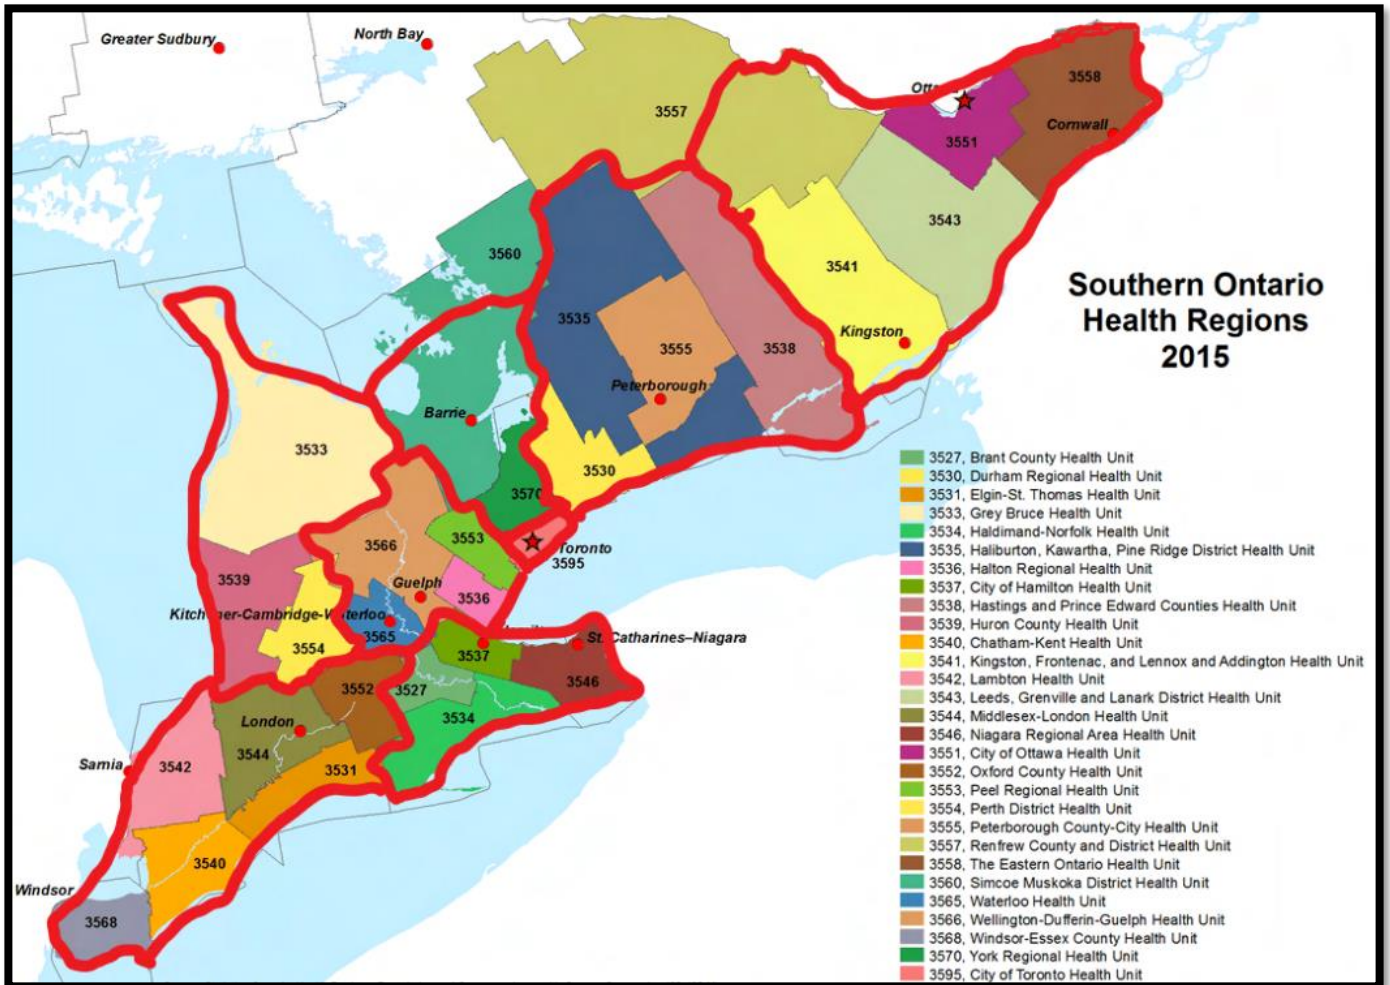 Greater Sudbury
North Bay
3557
3558
Cornwall
3551
3543
3560
3541
3535
Kingston
3555
3538
Peterborough
Barrie
3533
3530
3570
3553
3566
Toronto
3595
3539
Guelph
3536
3565
3554
St. Catharines–Niagara
3537
3546
3552
3527
3534
London
3544
3531
Sarnia
3542
3540
Windsor
3568
Southern Ontario
Health Regions
2015
3527, Brant County Health Unit
3530, Durham Regional Health Unit
3531, Elgin-St. Thomas Health Unit
3533, Grey Bruce Health Unit
3534, Haldimand-Norfolk Health Unit
3535, Haliburton, Kawartha, Pine Ridge District Health Unit
3536, Halton Regional Health Unit
3537, City of Hamilton Health Unit
3538, Hastings and Prince Edward Counties Health Unit
3539, Huron County Health Unit
3540, Chatham-Kent Health Unit
3541, Kingston, Frontenac, and Lennox and Addington Health Unit
3542, Lambton Health Unit
3543, Leeds, Grenville and Lanark District Health Unit
3544, Middlesex-London Health Unit
3546, Niagara Regional Area Health Unit
3551, City of Ottawa Health Unit
3552, Oxford County Health Unit
3553, Peel Regional Health Unit
3554, Perth District Health Unit
3555, Peterborough County-City Health Unit
3557, Renfrew County and District Health Unit
3558, The Eastern Ontario Health Unit
3560, Simcoe Muskoka District Health Unit
3565, Waterloo Health Unit
3566, Wellington-Dufferin-Guelph Health Unit
3568, Windsor-Essex County Health Unit
3570, York Regional Health Unit
3595, City of Toronto Health Unit